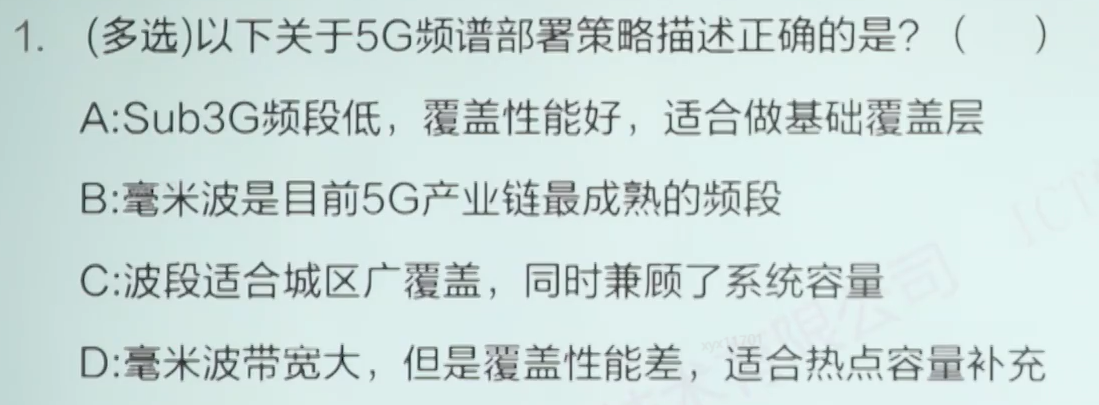 1. (多选)以下关于5G频谱部署策略描述正确的是?( )
A:Sub3G频段低，覆盖性能好，适合做基础覆盖层
B:毫米波是目前5G产业链最成熟的频段
C:波段适合城区广覆盖，同时兼顾了系统容量
D:毫米波带宽大，但是覆盖性能差，适合热点容量补充